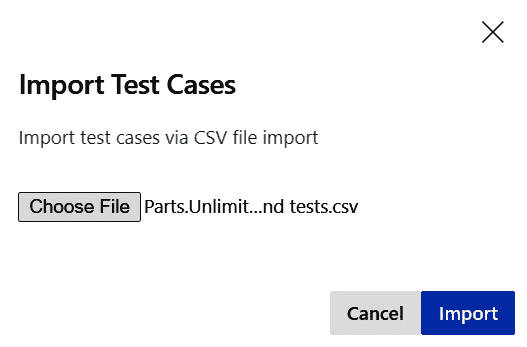 Import Test Cases
Import test cases via CSV file import
Choose File Parts.Unlimit...nd tests.csv
Cancel Import